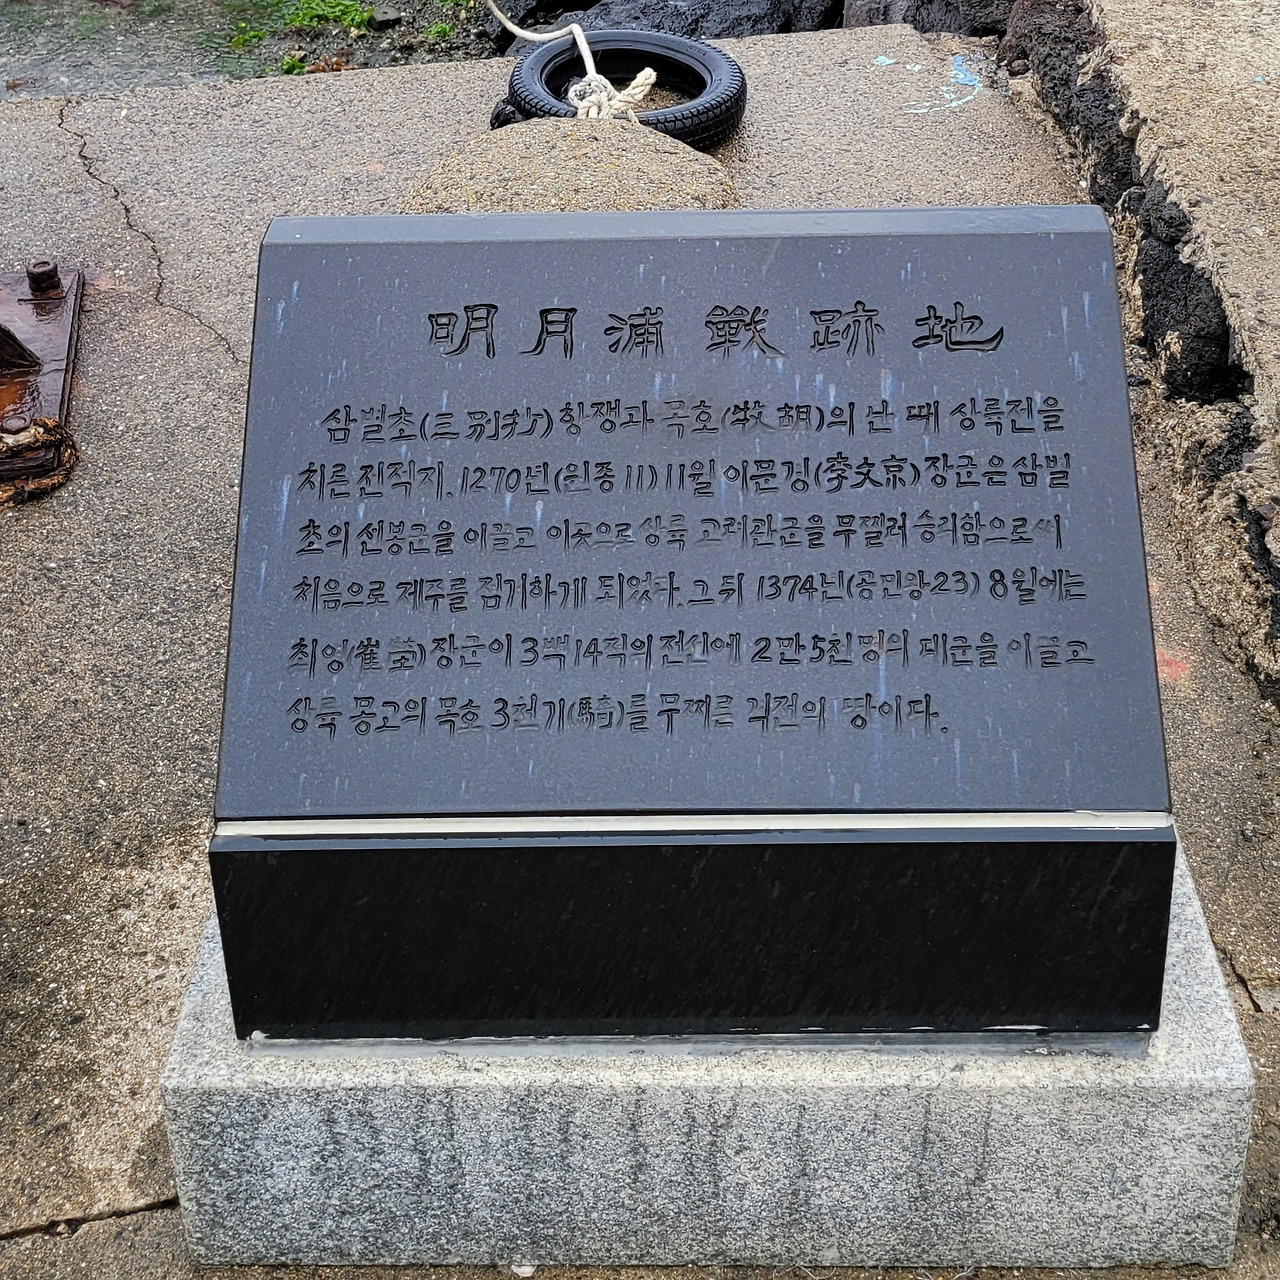 明月浦戰跡地
삼별초(三別抄)항쟁과 목호(牧胡)의 난 때 상륙전을
치른 전적지. 1270년(원종 11) 11월 이문경(李文京)장군은 삼별
초의 선봉군을 이끌고 이곳으로 상륙 고려관군을 무찔러 승리함으로써
처음으로 제주를 점거하게 되었다. 그 뒤 1374년(공민왕23) 8월에는
최영(崔瑩)장군이 3백14척의 전선에 2만 5천 명의 대군을 이끌고
상륙 몽고의 목호 3천기(騎)를 무찌른 격전의 땅이다.